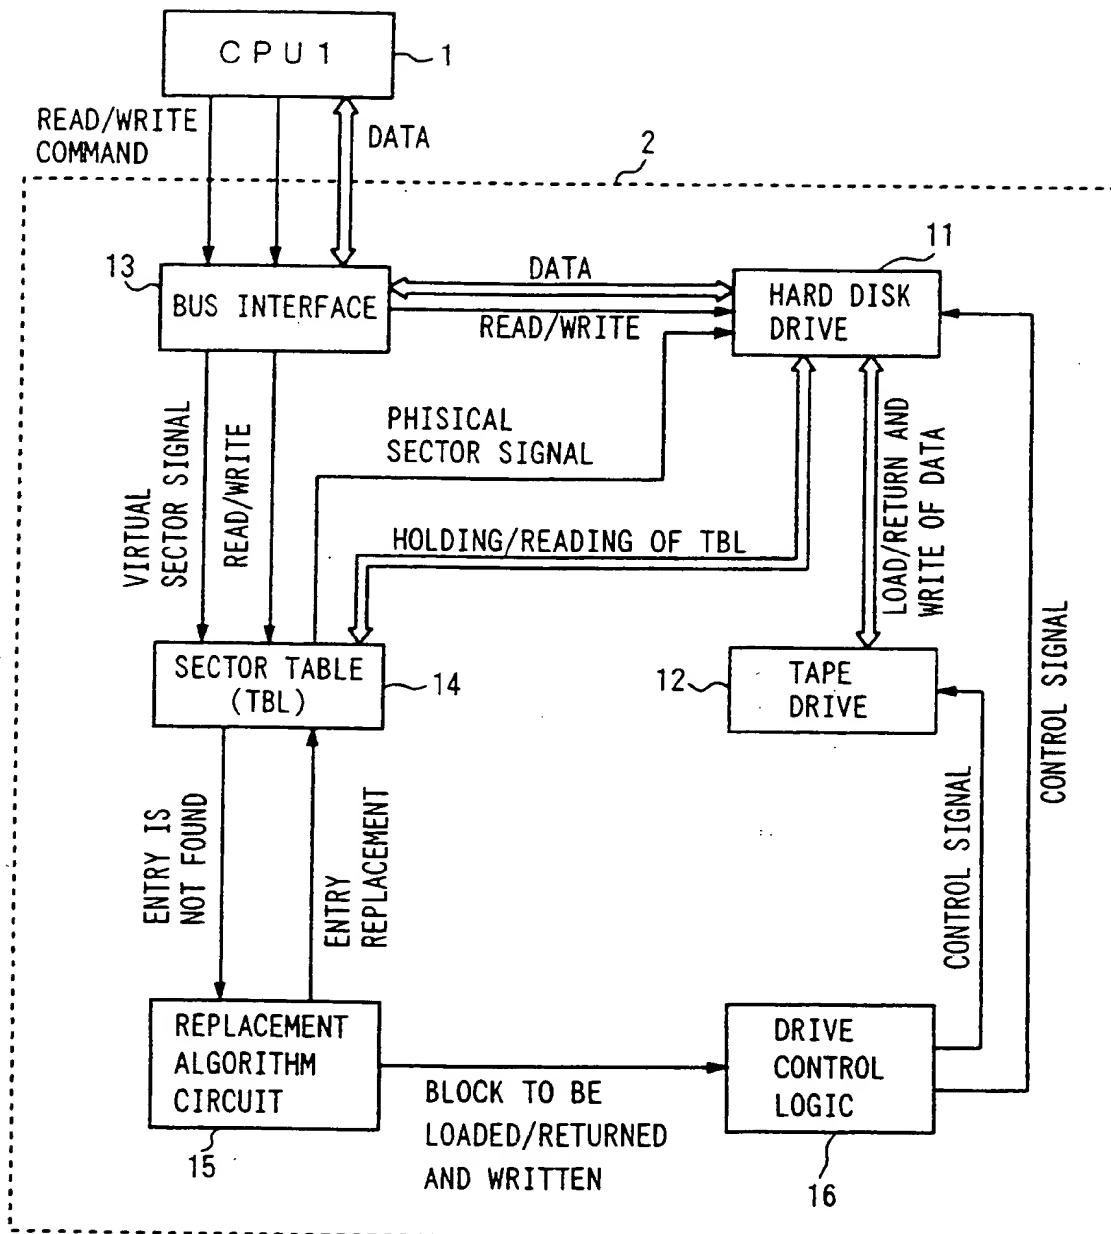 CPU1
1
READ/WRITE
COMMAND
DATA
2
13
BUS INTERFACE
DATA
READ/WRITE
11
HARD DISK
DRIVE
VIRTUAL
SECTOR SIGNAL
READ/WRITE
PHISICAL
SECTOR SIGNAL
HOLDING/READING OF TBL
LOAD/RETURN AND
WRITE OF DATA
CONTROL SIGNAL
SECTOR TABLE
(TBL)
14
12
TAPE
DRIVE
ENTRY IS
NOT FOUND
ENTRY
REPLACEMENT
CONTROL SIGNAL
REPLACEMENT
ALGORITHM
CIRCUIT
15
BLOCK TO BE
LOADED/RETURNED
AND WRITTEN
DRIVE
CONTROL
LOGIC
16